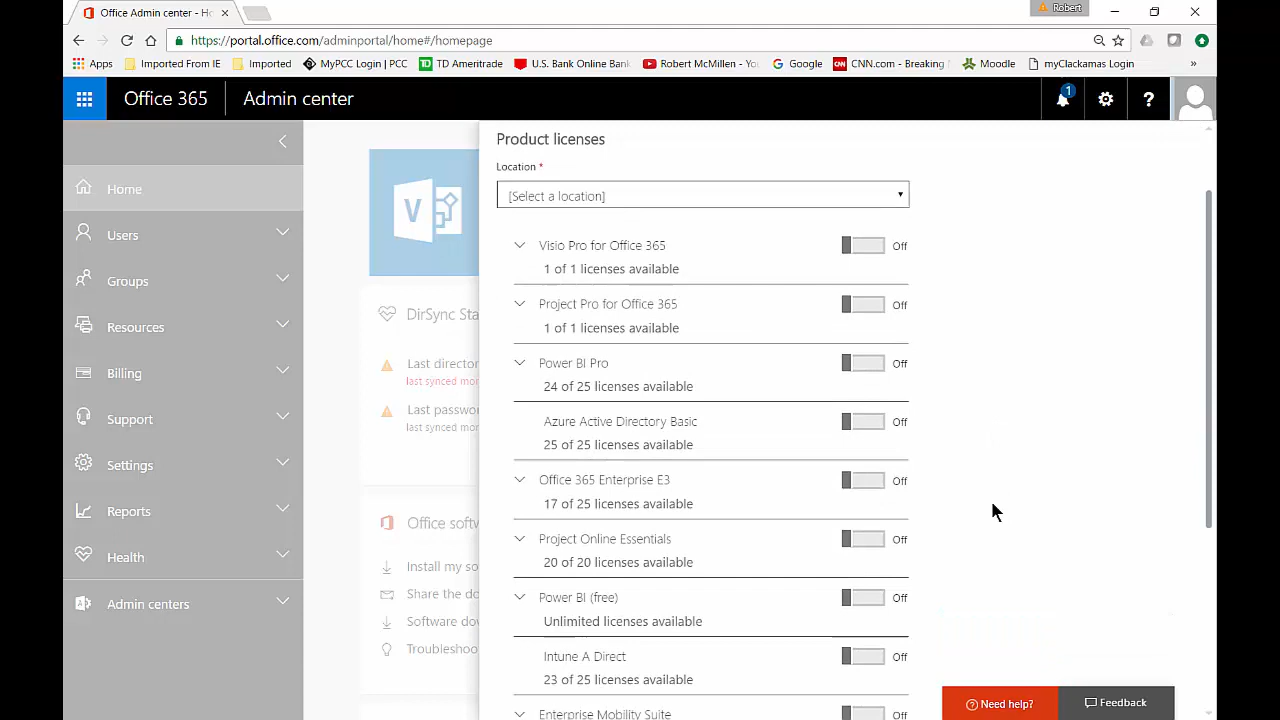 Office Admin center - Ho
Robert
https://portal.office.com/adminportal/home#/homepage
Apps
Imported From IE
Imported
MyPCC Login | PCC
TD Ameritrade
U.S. Bank Online Bank
Robert McMillen - Yo
Google
CNN.com - Breaking
Moodle
myClackamas Login
»
Office 365
Admin center
1
?
Home
Users
Groups
Resources
Billing
Support
Settings
Reports
Health
Admin centers
V
DirSync Sta
Last director
last synced mor
Last passwo
last synced mor
Office softw
Install my so
Share the do
Software dov
Troubleshoo
Product licenses
Location *
[Select a location]
Visio Pro for Office 365
Off
1 of 1 licenses available
Project Pro for Office 365
Off
1 of 1 licenses available
Power BI Pro
Off
24 of 25 licenses available
Azure Active Directory Basic
Off
25 of 25 licenses available
Office 365 Enterprise E3
Off
17 of 25 licenses available
Project Online Essentials
Off
20 of 20 licenses available
Power BI (free)
Off
Unlimited licenses available
Intune A Direct
Off
23 of 25 licenses available
Enterprise Mobility Suite
Off
Need help?
Feedback